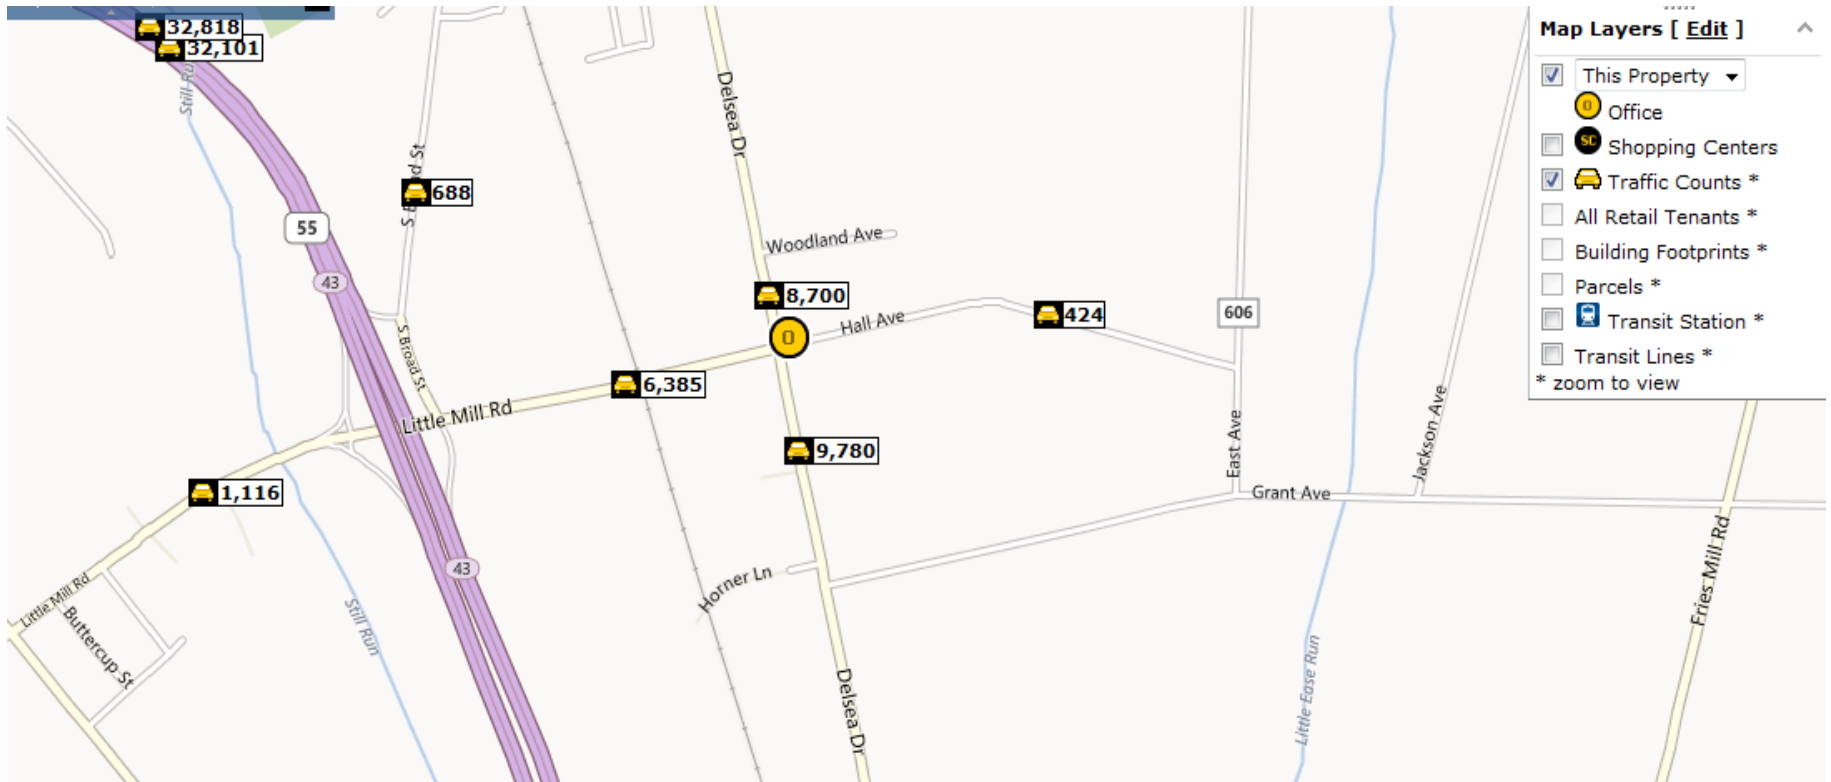 32,818
32,101
Still Ru
Delsea Dr
688
55
43
Woodland Ave
8,700
Hall Ave
424
606
O
S Broad St
6,385
Little Mill Rd
9,780
East Ave
Jackson Ave
Grant Ave
1,116
43
Horner Ln
Little Mill Rd
Buttercup St
Still Run
Delsea Dr
Little Ease Run
Fries Mill Rd
Map Layers [ Edit ]
This Property
O Office
SC Shopping Centers
Traffic Counts *
All Retail Tenants *
Building Footprints *
Parcels *
Transit Station *
Transit Lines *
* zoom to view